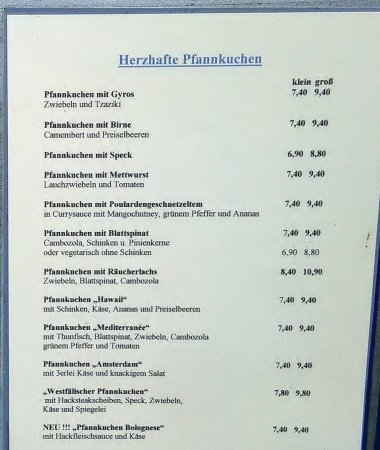 Herzhafte Pfannkuchen
klein groß
Pfannkuchen mit Gyros 7,40 9,40
Zwiebeln und Tzaziki
Pfannkuchen mit Birne 7,40 9,40
Camembert und Preiselbeeren
Pfannkuchen mit Speck 6,90 8,80
Pfannkuchen mit Mettwurst 7,40 9,40
Lauchzwiebeln und Tomaten
Pfannkuchen mit Poulardengeschnetzeltem 7,40 9,40
in Currysauce mit Mangochutney, grünem Pfeffer und Ananas
Pfannkuchen mit Blattspinat 7,40 9,40
Cambozola, Schinken u. Pinienkerne
oder vegetarisch ohne Schinken 6,90 8,80
Pfannkuchen mit Räucherlachs 8,40 10,90
Zwiebeln, Blattspinat, Cambozola
Pfannkuchen „Hawaii“ 7,40 9,40
mit Schinken, Käse, Ananas und Preiselbeeren
Pfannkuchen „Mediterranée“ 7,40 9,40
mit Thunfisch, Blattspinat, Zwiebeln, Cambozola
grünem Pfeffer und Tomaten
Pfannkuchen „Amsterdam“ 7,40 9,40
mit 3erlei Käse und knackigem Salat
„Westfälischer Pfannkuchen“ 7,80 9,80
mit Hacksteakscheiben, Speck, Zwiebeln,
Käse und Spiegelei
NEU !!! „Pfannkuchen Bolognese“ 7,40 9,40
mit Hackfleischsauce und Käse